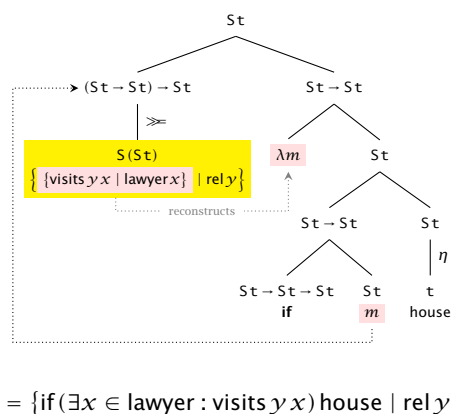 St
(St→St)→St St→St
≫=
S(St) λm St
{ {visits y x | lawyer x} | rel y}
reconstructs
St→St St
η
St→St→St St t
if m house
= {if (∃x ∈ lawyer : visits y x) house | rel y